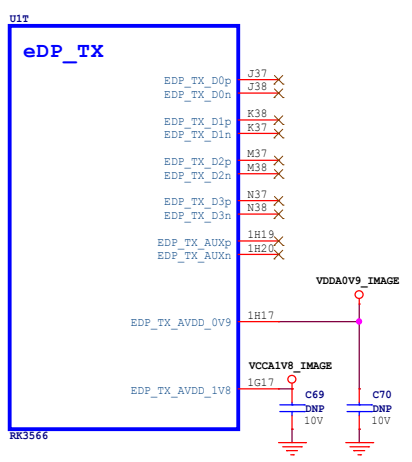 U1T
eDP_TX
EDP_TX_D0p J37
EDP_TX_D0n J38
EDP_TX_D1p K38
EDP_TX_D1n K37
EDP_TX_D2p M37
EDP_TX_D2n M38
EDP_TX_D3p N37
EDP_TX_D3n N38
EDP_TX_AUXp 1H19
EDP_TX_AUXn 1H20
VDDA0V9_IMAGE
EDP_TX_AVDD_0V9 1H17
VCCA1V8_IMAGE
EDP_TX_AVDD_1V8 1G17
C69 C70
DNP DNP
10V 10V
RK3566